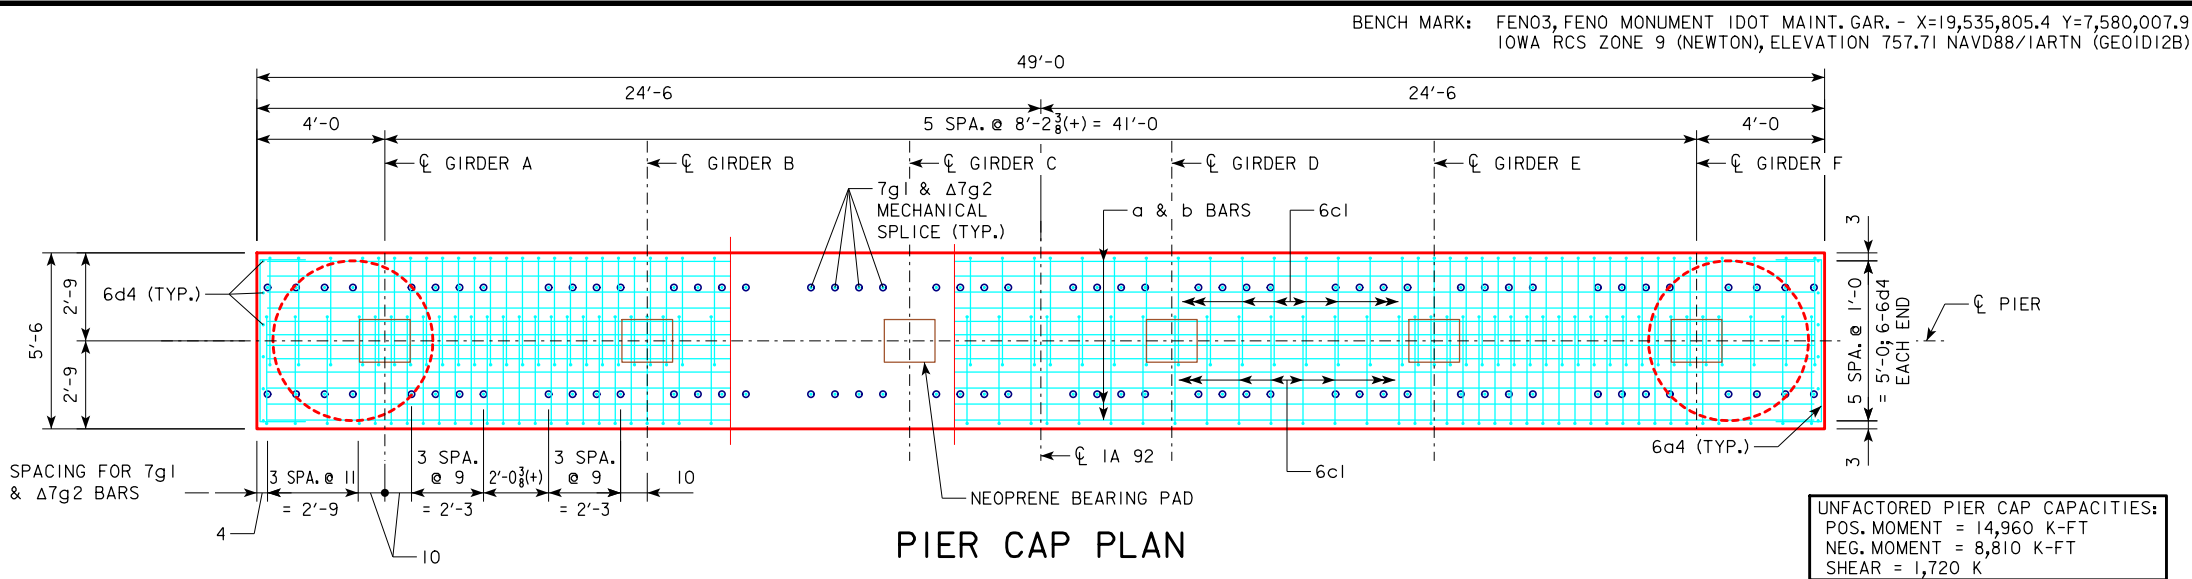 BENCH MARK: FENO3, FENO MONUMENT IDOT MAINT. GAR. - X=19,535,805.4 Y=7,580,007.9
IOWA RCS ZONE 9 (NEWTON), ELEVATION 757.71 NAVD88/IARTN (GEOID12B)
49'-0
24'-6
24'-6
4'-0
5 SPA. @ 8'-2 3/8(+) = 41'-0
4'-0
℄ GIRDER A
℄ GIRDER B
℄ GIRDER C
℄ GIRDER D
℄ GIRDER E
℄ GIRDER F
7g1 & Δ7g2
MECHANICAL
SPLICE (TYP.)
a & b BARS
6c1
3
6d4 (TYP.)
2'-9
5'-6
2'-9
5 SPA. @ 1'-0
= 5'-0; 6-6d4
EACH END
℄ PIER
3
6a4 (TYP.)
SPACING FOR 7g1
& Δ7g2 BARS
3 SPA. @ 11
= 2'-9
3 SPA.
@ 9
= 2'-3
2'-0 3/8(+)
3 SPA.
@ 9
= 2'-3
10
4
10
℄ IA 92
6c1
NEOPRENE BEARING PAD
PIER CAP PLAN
UNFACTORED PIER CAP CAPACITIES:
POS. MOMENT = 14,960 K-FT
NEG. MOMENT = 8,810 K-FT
SHEAR = 1,720 K